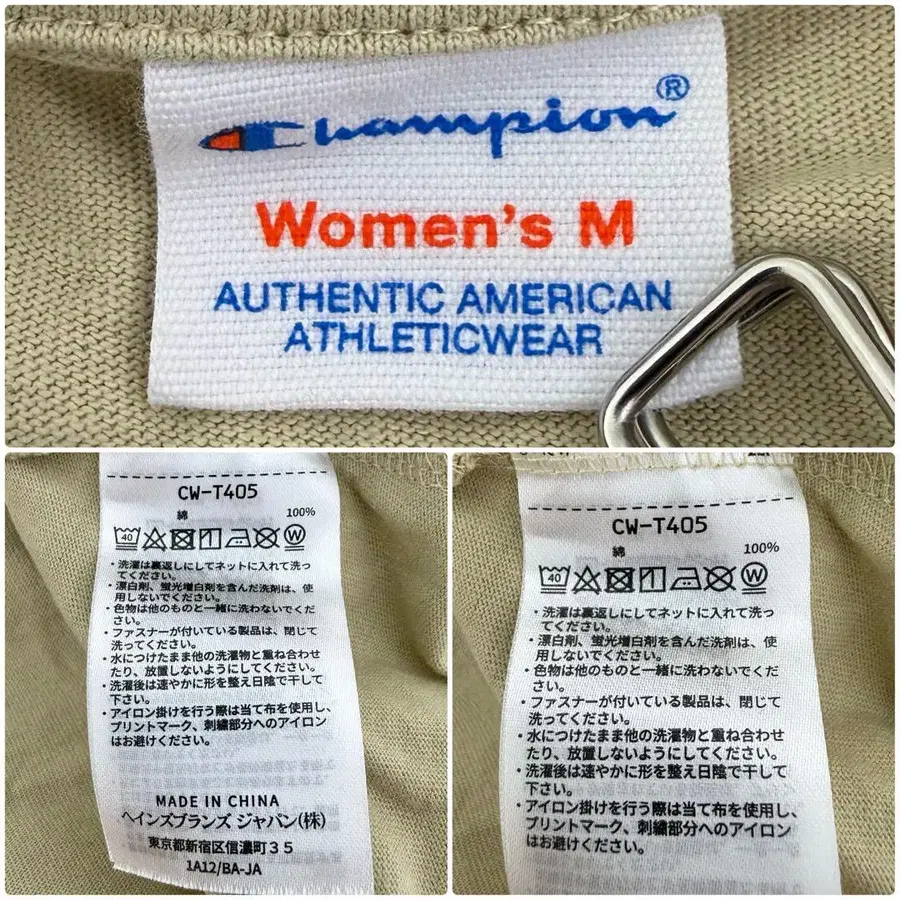 Champion®
Women's M
AUTHENTIC AMERICAN
ATHLETICWEAR
CW-T405
綿
100%
40
W
・洗濯は裏返しにしてネットに入れて洗っ
てください。
・漂白剤、蛍光増白剤を含んだ洗剤は、使
用しないでください。
・色物は他のものと一緒に洗わないでくだ
さい。
・ファスナーが付いている製品は、閉じて
洗ってください。
・水につけたまま他の洗濯物と重ね合わせ
たり、放置しないようにしてください。
・洗濯後は速やかに形を整え日陰で干して
下さい。
・アイロン掛けを行う際は当て布を使用し、
プリントマーク、刺繍部分へのアイロン
はお避けください。
MADE IN CHINA
ヘインズブランズ ジャパン(株)
東京都新宿区信濃町35
1A12/BA-JA
CW-T405
綿
100%
40
W
・洗濯は裏返しにしてネットに入れて洗っ
てください。
・漂白剤、蛍光増白剤を含んだ洗剤は、使
用しないでください。
・色物は他のものと一緒に洗わないでくだ
さい。
・ファスナーが付いている製品は、閉じて
洗ってください。
・水につけたまま他の洗濯物と重ね合わせ
たり、放置しないようにしてください。
・洗濯後は速やかに形を整え日陰で干して
下さい。
・アイロン掛けを行う際は当て布を使用し、
プリントマーク、刺繍部分へのアイロン
はお避けください。